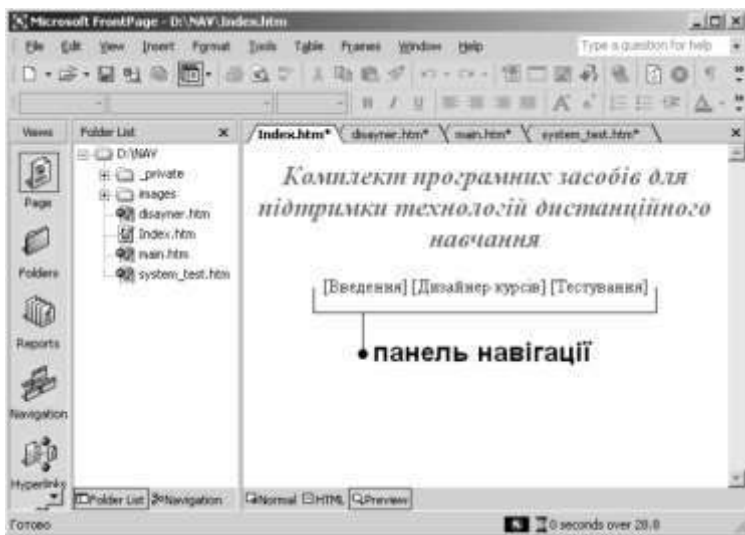 Microsoft FrontPage - D:\NAV\Index.htm
File Edit View Insert Format Tools Table Frames Window Help
Type a question for help
Views
Folder List
Index.htm* disayner.htm* main.htm* system_test.htm*
Page
Folders
Reports
Navigation
Hyperlinks
D:\NAV
_private
images
disayner.htm
Index.htm
main.htm
system_test.htm
Комплект програмних засобів для
підтримки технологій дистанційного
навчання
[Введення] [Дизайнер курсів] [Тестування]
панель навігації
Folder List Navigation
Normal HTML Preview
Готово
0 seconds over 28.8